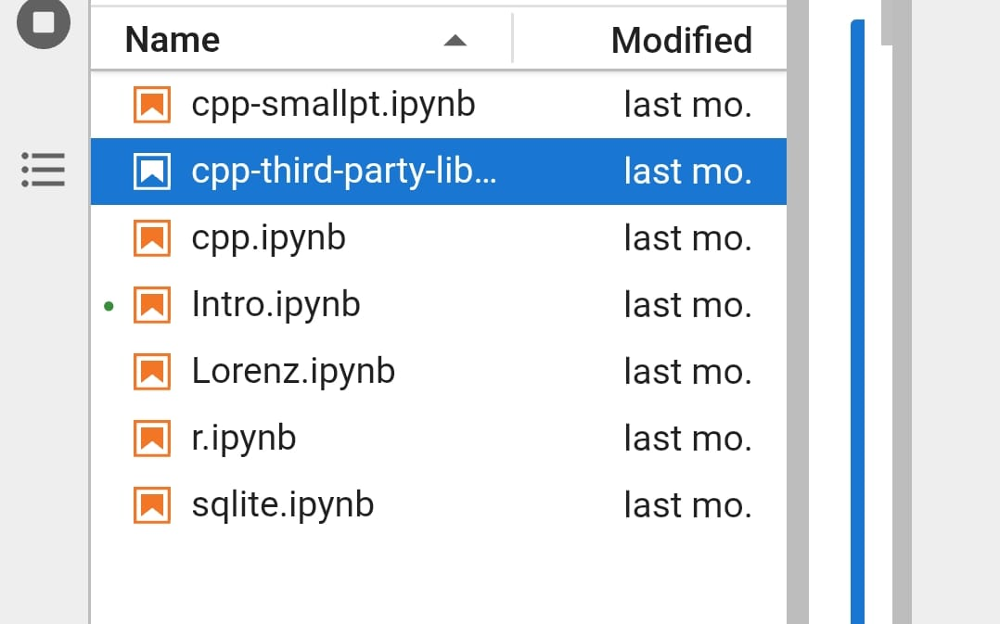 Name Modified
cpp-smallpt.ipynb last mo.
cpp-third-party-lib… last mo.
cpp.ipynb last mo.
Intro.ipynb last mo.
Lorenz.ipynb last mo.
r.ipynb last mo.
sqlite.ipynb last mo.